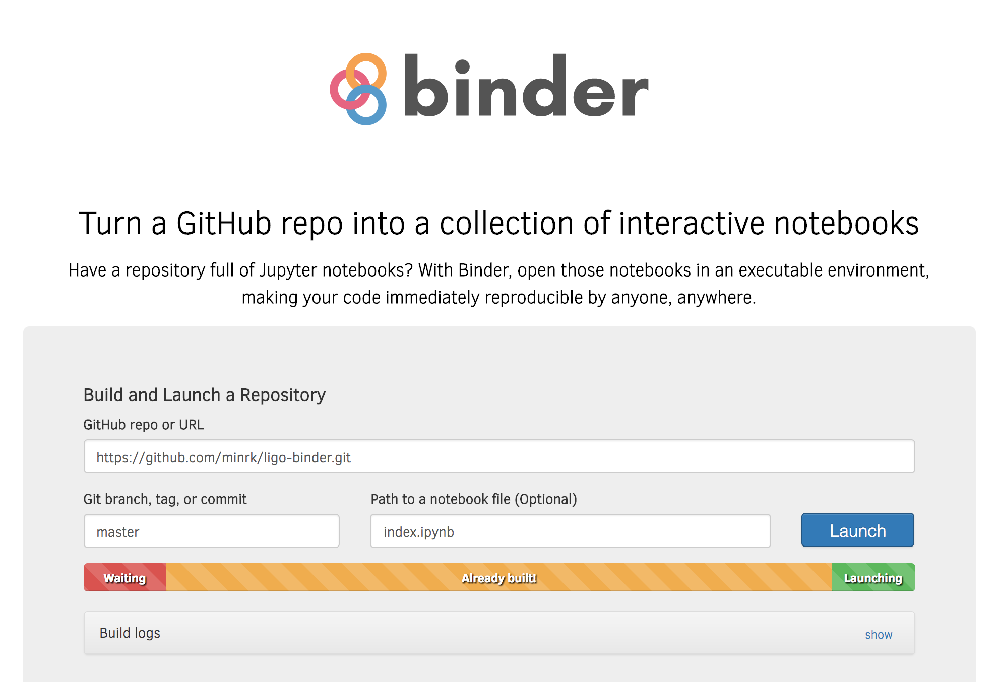 binder
Turn a GitHub repo into a collection of interactive notebooks
Have a repository full of Jupyter notebooks? With Binder, open those notebooks in an executable environment,
making your code immediately reproducible by anyone, anywhere.
Build and Launch a Repository
GitHub repo or URL
https://github.com/minrk/ligo-binder.git
Git branch, tag, or commit
Path to a notebook file (Optional)
master
index.ipynb
Launch
Waiting
Already built!
Launching
Build logs
show